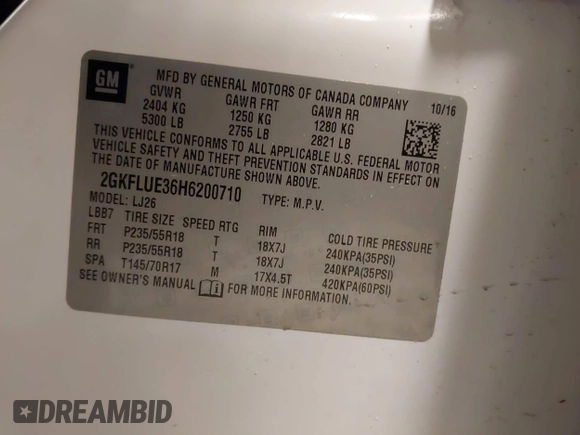 GM
MFD BY GENERAL MOTORS OF CANADA COMPANY
GVWR GAWR FRT GAWR RR 10/16
2404 KG 1250 KG 1280 KG
5300 LB 2755 LB 2821 LB
THIS VEHICLE CONFORMS TO ALL APPLICABLE U.S. FEDERAL MOTOR
VEHICLE SAFETY AND THEFT PREVENTION STANDARDS IN EFFECT ON
THE DATE OF MANUFACTURE SHOWN ABOVE.
2GKFLUE36H6200710 TYPE: M.P.V.
MODEL: LJ26
LBB7 TIRE SIZE SPEED RTG RIM COLD TIRE PRESSURE
FRT P235/55R18 T 18X7J 240KPA(35PSI)
RR P235/55R18 T 18X7J 240KPA(35PSI)
SPA T145/70R17 M 17X4.5T 420KPA(60PSI)
SEE OWNER'S MANUAL i FOR MORE INFORMATION.
DREAMBID